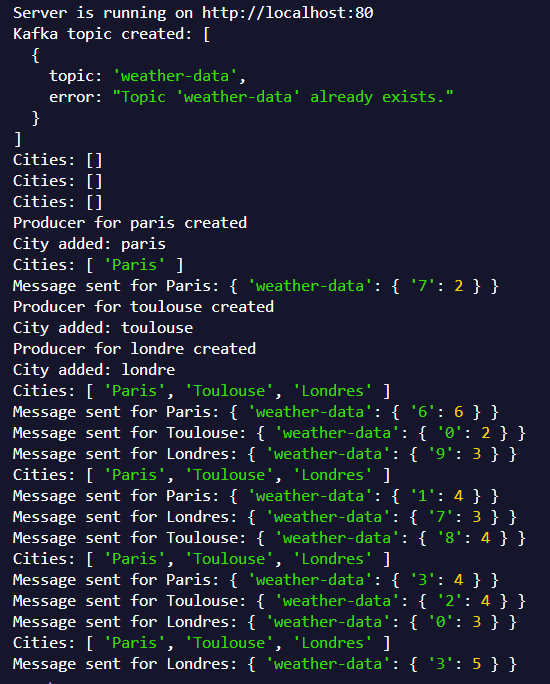 Server is running on http://localhost:80
Kafka topic created: [
  {
    topic: 'weather-data',
    error: "Topic 'weather-data' already exists."
  }
]
Cities: []
Cities: []
Cities: []
Producer for paris created
City added: paris
Cities: [ 'Paris' ]
Message sent for Paris: { 'weather-data': { '7': 2 } }
Producer for toulouse created
City added: toulouse
Producer for londre created
City added: londre
Cities: [ 'Paris', 'Toulouse', 'Londres' ]
Message sent for Paris: { 'weather-data': { '6': 6 } }
Message sent for Toulouse: { 'weather-data': { '0': 2 } }
Message sent for Londres: { 'weather-data': { '9': 3 } }
Cities: [ 'Paris', 'Toulouse', 'Londres' ]
Message sent for Paris: { 'weather-data': { '1': 4 } }
Message sent for Londres: { 'weather-data': { '7': 3 } }
Message sent for Toulouse: { 'weather-data': { '8': 4 } }
Cities: [ 'Paris', 'Toulouse', 'Londres' ]
Message sent for Paris: { 'weather-data': { '3': 4 } }
Message sent for Toulouse: { 'weather-data': { '2': 4 } }
Message sent for Londres: { 'weather-data': { '0': 3 } }
Cities: [ 'Paris', 'Toulouse', 'Londres' ]
Message sent for Londres: { 'weather-data': { '3': 5 } }